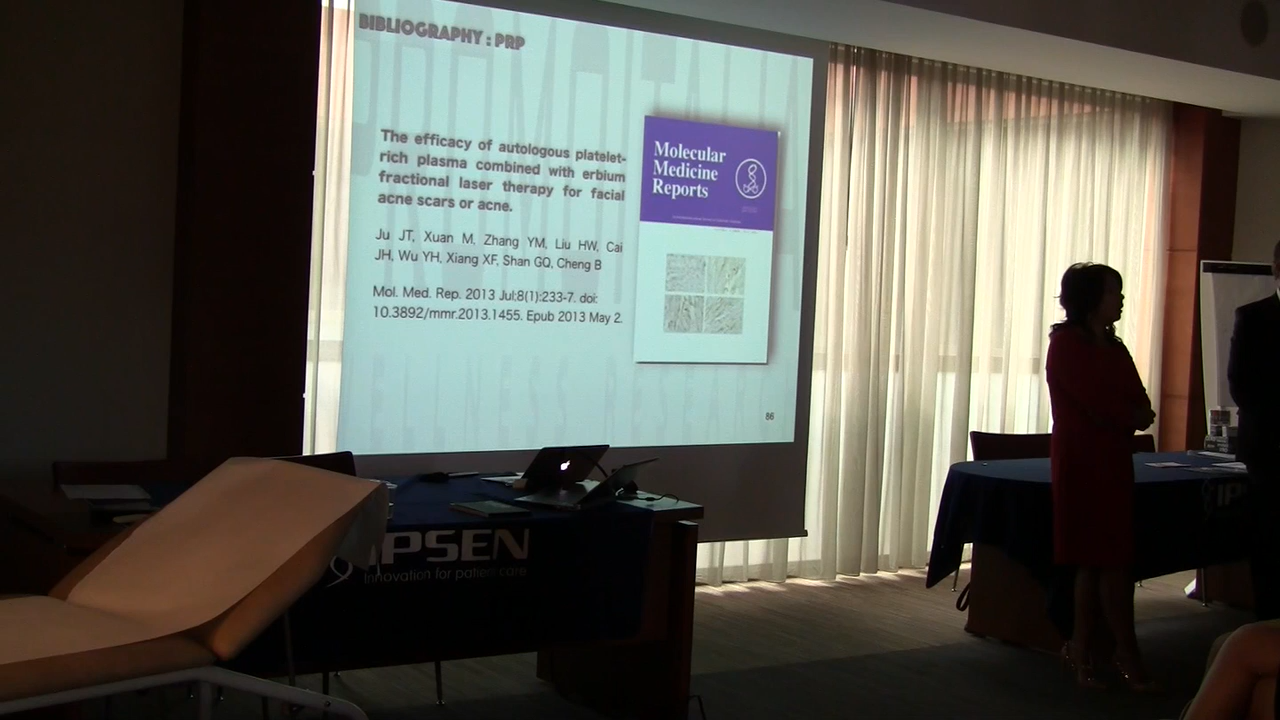 BIBLIOGRAPHY : PRP
The efficacy of autologous platelet-
rich plasma combined with erbium
fractional laser therapy for facial
acne scars or acne.
Ju JT, Xuan M, Zhang YM, Liu HW, Cai
JH, Wu YH, Xiang XF, Shan GQ, Cheng B
Mol. Med. Rep. 2013 Jul;8(1):233-7. doi:
10.3892/mmr.2013.1455. Epub 2013 May 2.
Molecular
Medicine
Reports
86
IPSEN
Innovation for patient care
IP